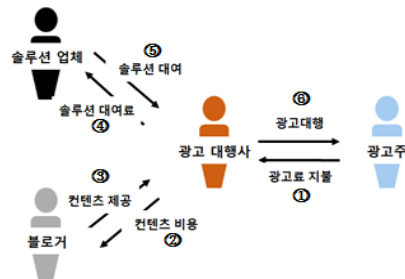 ⑤
솔루션 업체
솔루션 대여
⑥
솔루션 대여료
④
광고대행
광고 대행사
광고주
③
광고료 지불
컨텐츠 제공
①
컨텐츠 비용
블로거
②